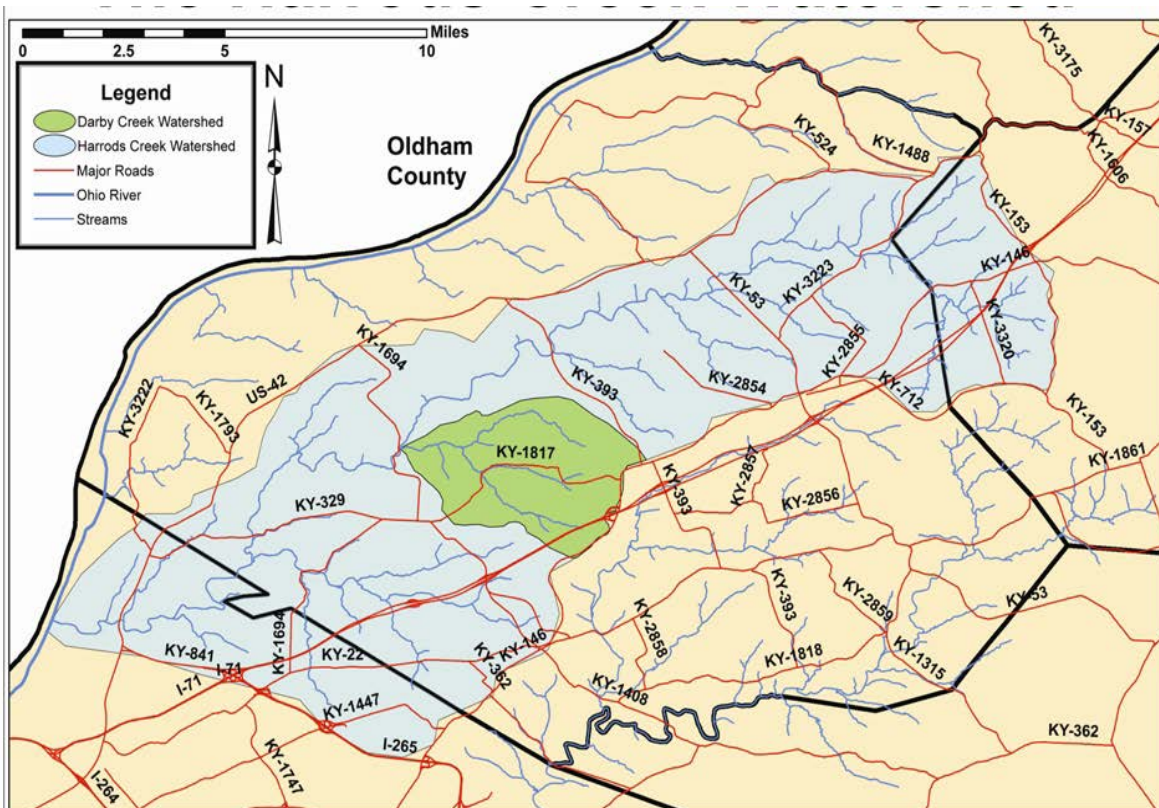 The Harrods Creek Watershed
Miles
0 2.5 5 10
N
Legend
Darby Creek Watershed
Harrods Creek Watershed
Major Roads
Ohio River
Streams
Oldham
County
KY-3175
KY-157
KY-1606
KY-524
KY-1488
KY-153
KY-146
KY-53
KY-3223
KY-3320
KY-2855
KY-1694
KY-2854
KY-712
KY-393
US-42
KY-3222
KY-1793
KY-153
KY-1817
KY-1861
KY-2857
KY-393
KY-2856
KY-329
KY-393
KY-2859
KY-53
KY-1694
KY-2858
KY-146
KY-841
KY-22
KY-362
KY-1818
KY-1315
I-71
I-71
KY-1447
KY-1408
KY-362
I-265
KY-1747
I-264